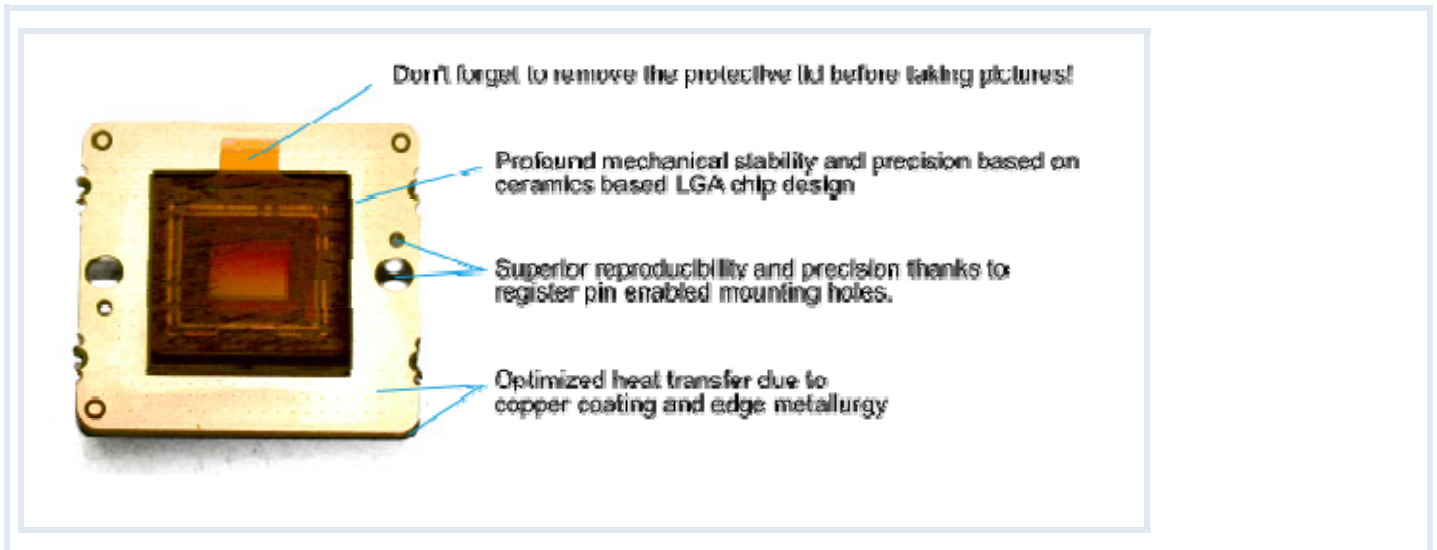 Don't forget to remove the protective lid before taking pictures!
Profound mechanical stability and precision based on
ceramics based LGA chip design
Superior reproducibility and precision thanks to
register pin enabled mounting holes.
Optimized heat transfer due to
copper coating and edge metallurgy